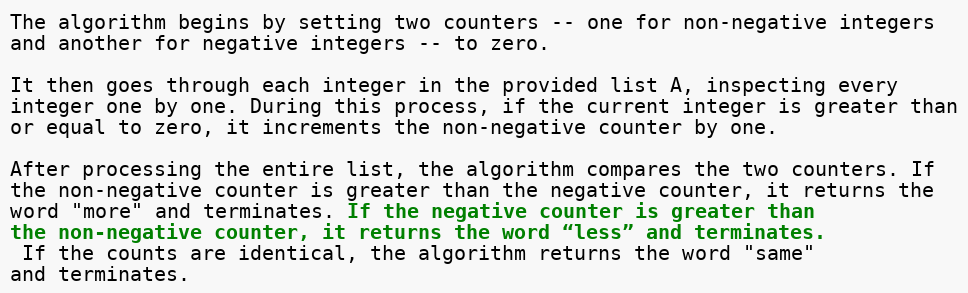 The algorithm begins by setting two counters -- one for non-negative integers
and another for negative integers -- to zero.

It then goes through each integer in the provided list A, inspecting every
integer one by one. During this process, if the current integer is greater than
or equal to zero, it increments the non-negative counter by one.

After processing the entire list, the algorithm compares the two counters. If
the non-negative counter is greater than the negative counter, it returns the
word "more" and terminates. If the negative counter is greater than
the non-negative counter, it returns the word “less” and terminates.
If the counts are identical, the algorithm returns the word "same"
and terminates.